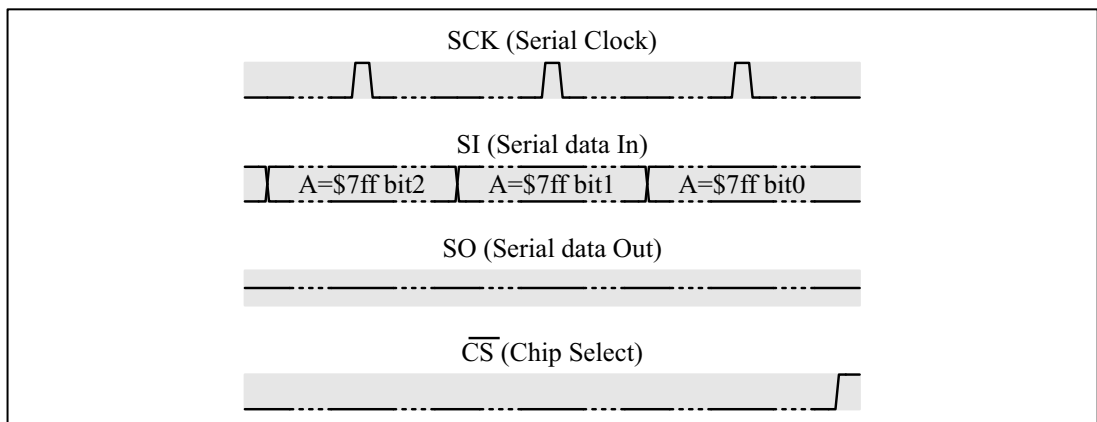 SCK (Serial Clock)
SI (Serial data In)
A=$7ff bit2 A=$7ff bit1 A=$7ff bit0
SO (Serial data Out)
C̅S̅ (Chip Select)